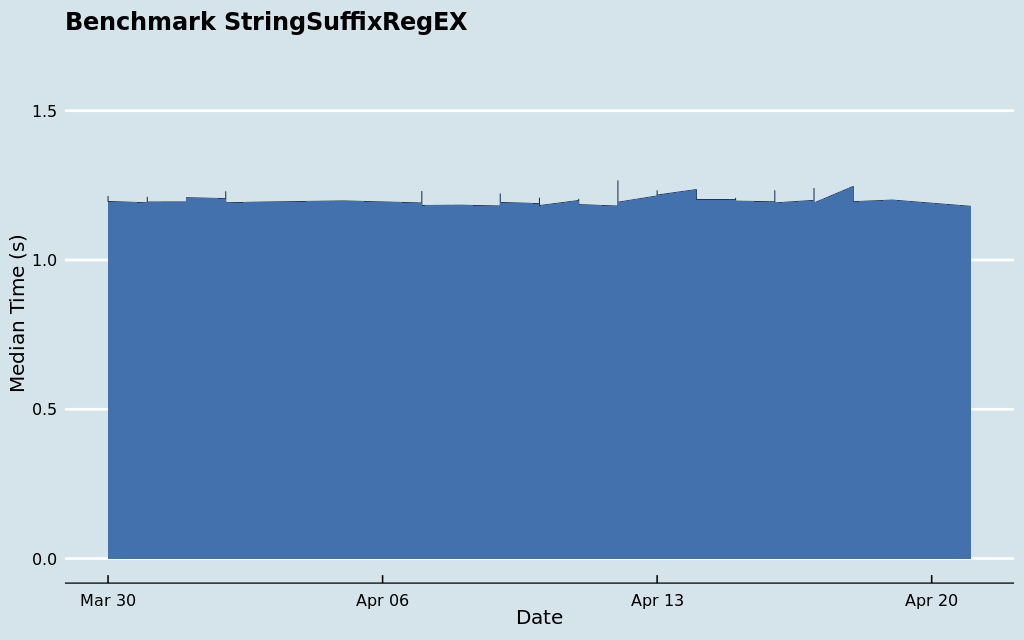 Benchmark StringSuffixRegEX
1.5
1.0
0.5
0.0
Median Time (s)
Mar 30
Apr 06
Apr 13
Apr 20
Date